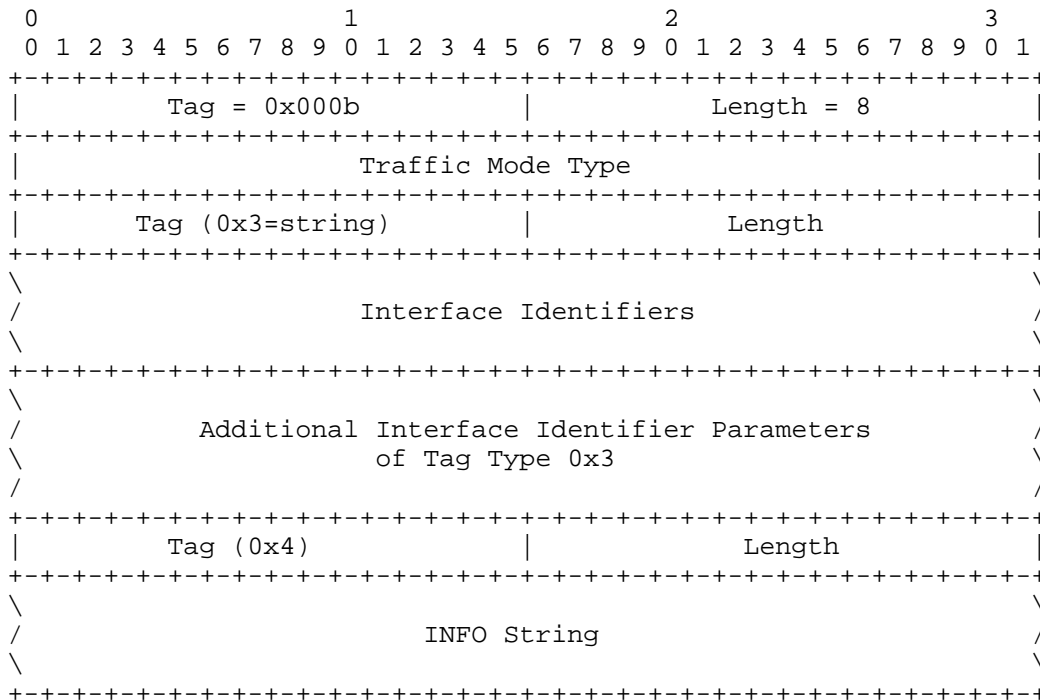 0                   1                   2                   3
 0 1 2 3 4 5 6 7 8 9 0 1 2 3 4 5 6 7 8 9 0 1 2 3 4 5 6 7 8 9 0 1
+-+-+-+-+-+-+-+-+-+-+-+-+-+-+-+-+-+-+-+-+-+-+-+-+-+-+-+-+-+-+-+-+
|         Tag = 0x000b          |           Length = 8          |
+-+-+-+-+-+-+-+-+-+-+-+-+-+-+-+-+-+-+-+-+-+-+-+-+-+-+-+-+-+-+-+-+
|                     Traffic Mode Type                         |
+-+-+-+-+-+-+-+-+-+-+-+-+-+-+-+-+-+-+-+-+-+-+-+-+-+-+-+-+-+-+-+-+
|       Tag (0x3=string)        |            Length             |
+-+-+-+-+-+-+-+-+-+-+-+-+-+-+-+-+-+-+-+-+-+-+-+-+-+-+-+-+-+-+-+-+
\                                                               \
/                     Interface Identifiers                     /
\                                                               \
+-+-+-+-+-+-+-+-+-+-+-+-+-+-+-+-+-+-+-+-+-+-+-+-+-+-+-+-+-+-+-+-+
\                                                               \
/           Additional Interface Identifier Parameters          /
\                      of Tag Type 0x3                          \
/                                                               /
+-+-+-+-+-+-+-+-+-+-+-+-+-+-+-+-+-+-+-+-+-+-+-+-+-+-+-+-+-+-+-+-+
|         Tag (0x4)             |             Length            |
+-+-+-+-+-+-+-+-+-+-+-+-+-+-+-+-+-+-+-+-+-+-+-+-+-+-+-+-+-+-+-+-+
\                                                               \
/                         INFO String                           /
\                                                               \
+-+-+-+-+-+-+-+-+-+-+-+-+-+-+-+-+-+-+-+-+-+-+-+-+-+-+-+-+-+-+-+-+